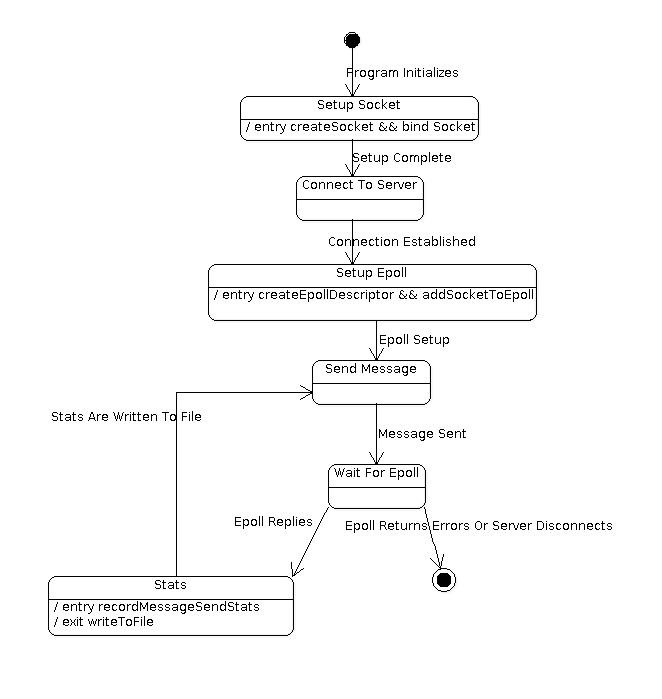 Program Initializes
Setup Socket
/ entry createSocket && bind Socket
Setup Complete
Connect To Server
Connection Established
Setup Epoll
/ entry createEpollDescriptor && addSocketToEpoll
Epoll Setup
Send Message
Stats Are Written To File
Message Sent
Wait For Epoll
Epoll Replies
Epoll Returns Errors Or Server Disconnects
Stats
/ entry recordMessageSendStats
/ exit writeToFile